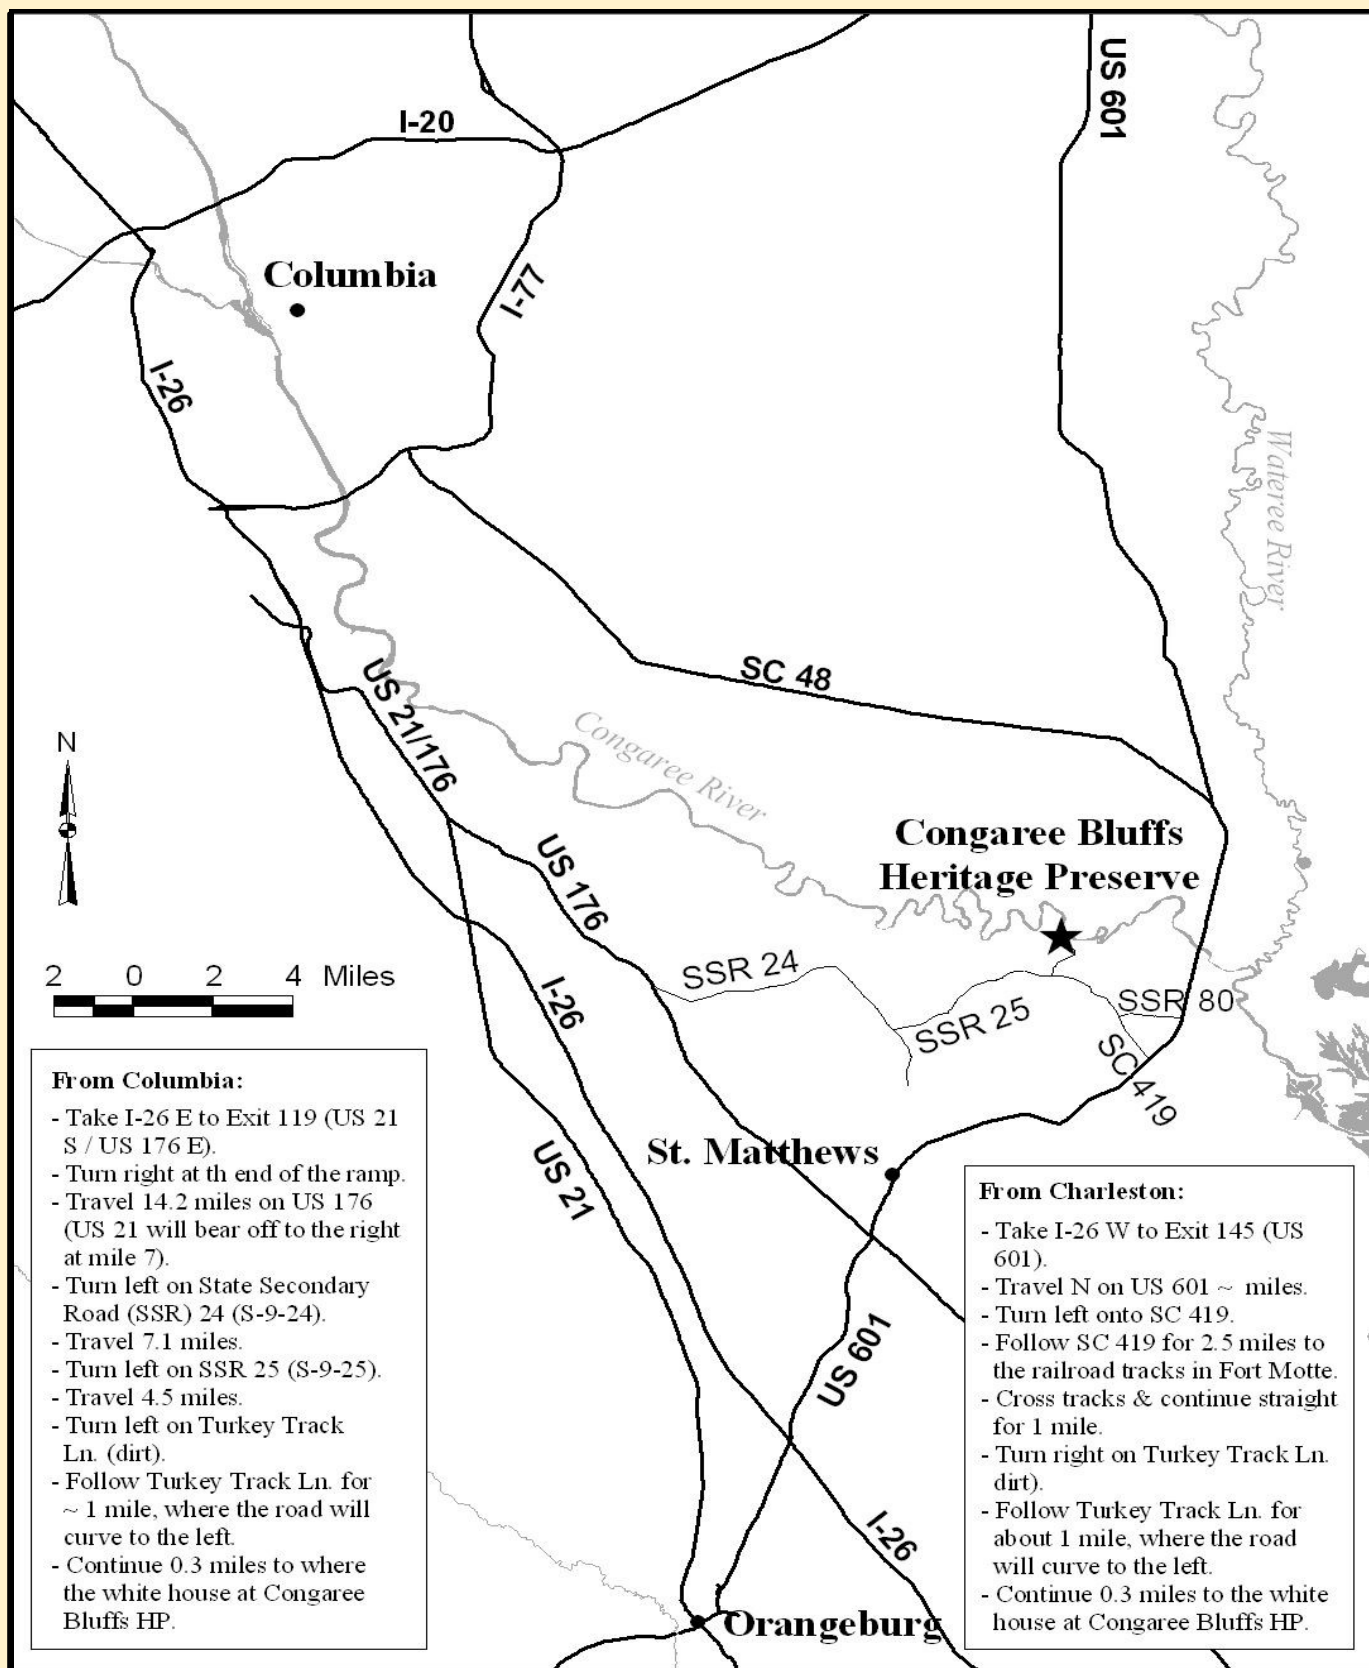 US 601
I-20
Columbia
I-77
I-26
Wateree River
US 21/176
SC 48
Congaree River
N
Congaree Bluffs
Heritage Preserve
US 176
2 0 2 4 Miles
SSR 24
I-26
SSR 25
SSR 80
SC 419
St. Matthews
US 21
US 601
I-26
Orangeburg
From Columbia:
- Take I-26 E to Exit 119 (US 21
S / US 176 E).
- Turn right at th end of the ramp.
- Travel 14.2 miles on US 176
(US 21 will bear off to the right
at mile 7).
- Turn left on State Secondary
Road (SSR) 24 (S-9-24).
- Travel 7.1 miles.
- Turn left on SSR 25 (S-9-25).
- Travel 4.5 miles.
- Turn left on Turkey Track
Ln. (dirt).
- Follow Turkey Track Ln. for
~ 1 mile, where the road will
curve to the left.
- Continue 0.3 miles to where
the white house at Congaree
Bluffs HP.
From Charleston:
- Take I-26 W to Exit 145 (US
601).
- Travel N on US 601 ~ miles.
- Turn left onto SC 419.
- Follow SC 419 for 2.5 miles to
the railroad tracks in Fort Motte.
- Cross tracks & continue straight
for 1 mile.
- Turn right on Turkey Track Ln.
dirt).
- Follow Turkey Track Ln. for
about 1 mile, where the road
will curve to the left.
- Continue 0.3 miles to the white
house at Congaree Bluffs HP.